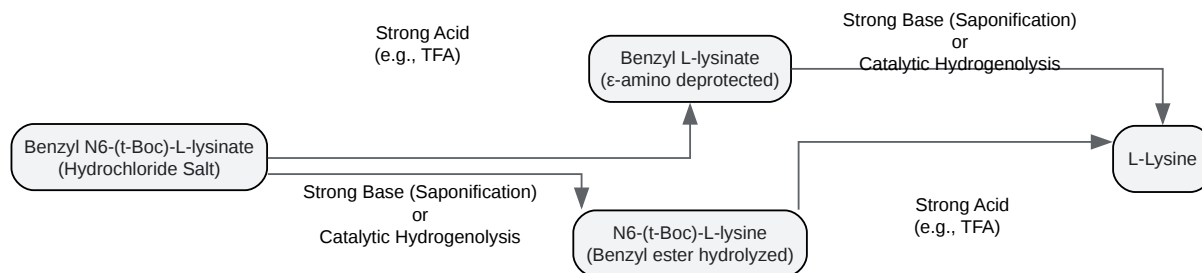 Strong Acid
(e.g., TFA)
Benzyl L-lysinate
(ε-amino deprotected)
Strong Base (Saponification)
or
Catalytic Hydrogenolysis
Benzyl N6-(t-Boc)-L-lysinate
(Hydrochloride Salt)
L-Lysine
Strong Base (Saponification)
or
Catalytic Hydrogenolysis
N6-(t-Boc)-L-lysine
(Benzyl ester hydrolyzed)
Strong Acid
(e.g., TFA)